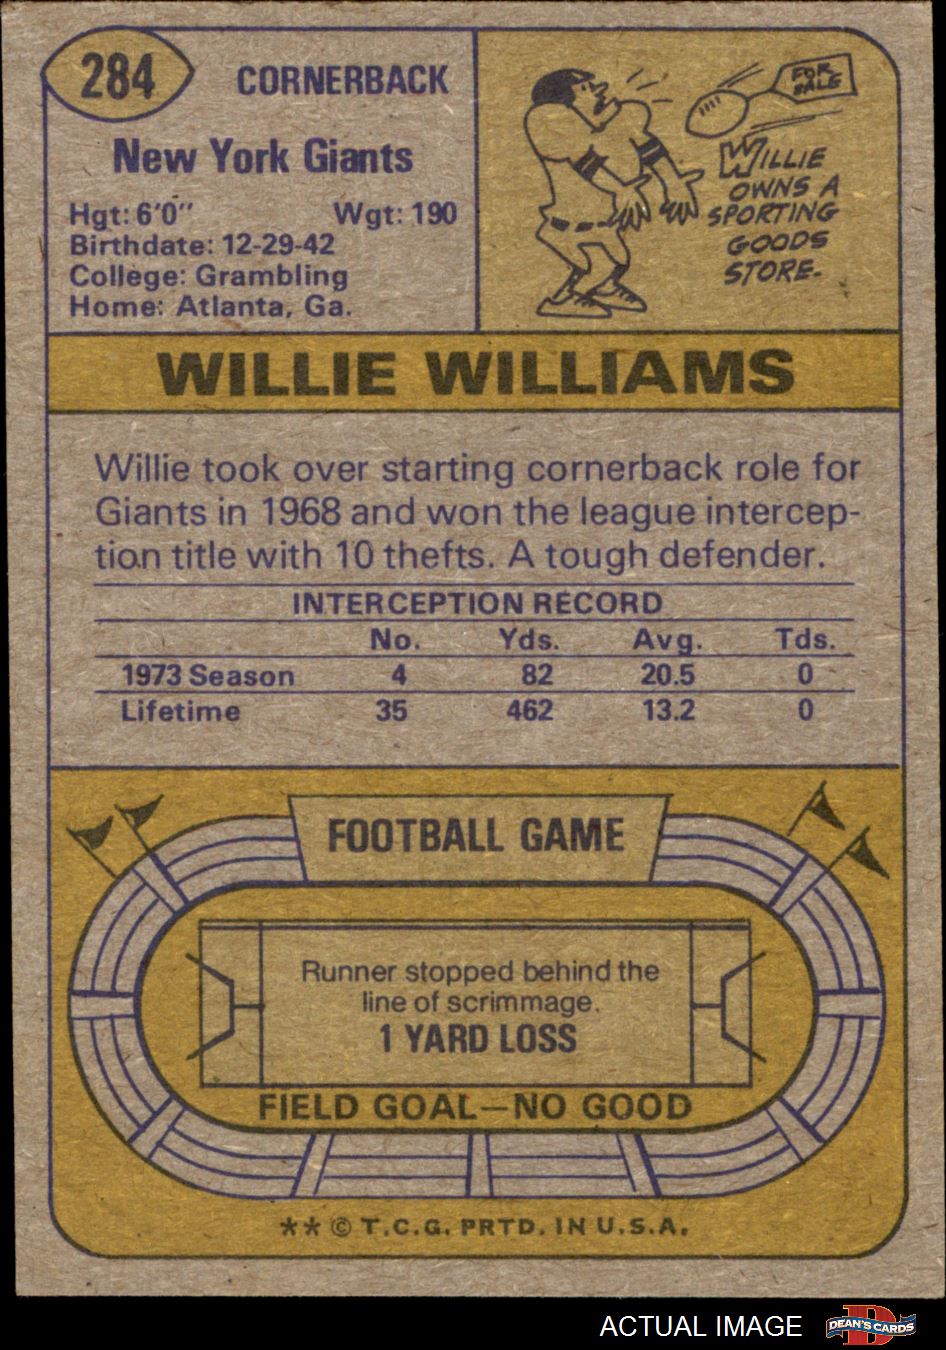 284
CORNERBACK
New York Giants
Hgt: 6'0" Wgt: 190
Birthdate: 12-29-42
College: Grambling
Home: Atlanta, Ga.
FOR
SALE
WILLIE
OWNS A
SPORTING
GOODS
STORE.
WILLIE WILLIAMS
Willie took over starting cornerback role for
Giants in 1968 and won the league intercep-
tion title with 10 thefts. A tough defender.
INTERCEPTION RECORD
No. Yds. Avg. Tds.
1973 Season 4 82 20.5 0
Lifetime 35 462 13.2 0
FOOTBALL GAME
Runner stopped behind the
line of scrimmage.
1 YARD LOSS
FIELD GOAL—NO GOOD
** © T.C.G. PRTD. IN U.S.A.
ACTUAL IMAGE
D
DEAN'S CARDS